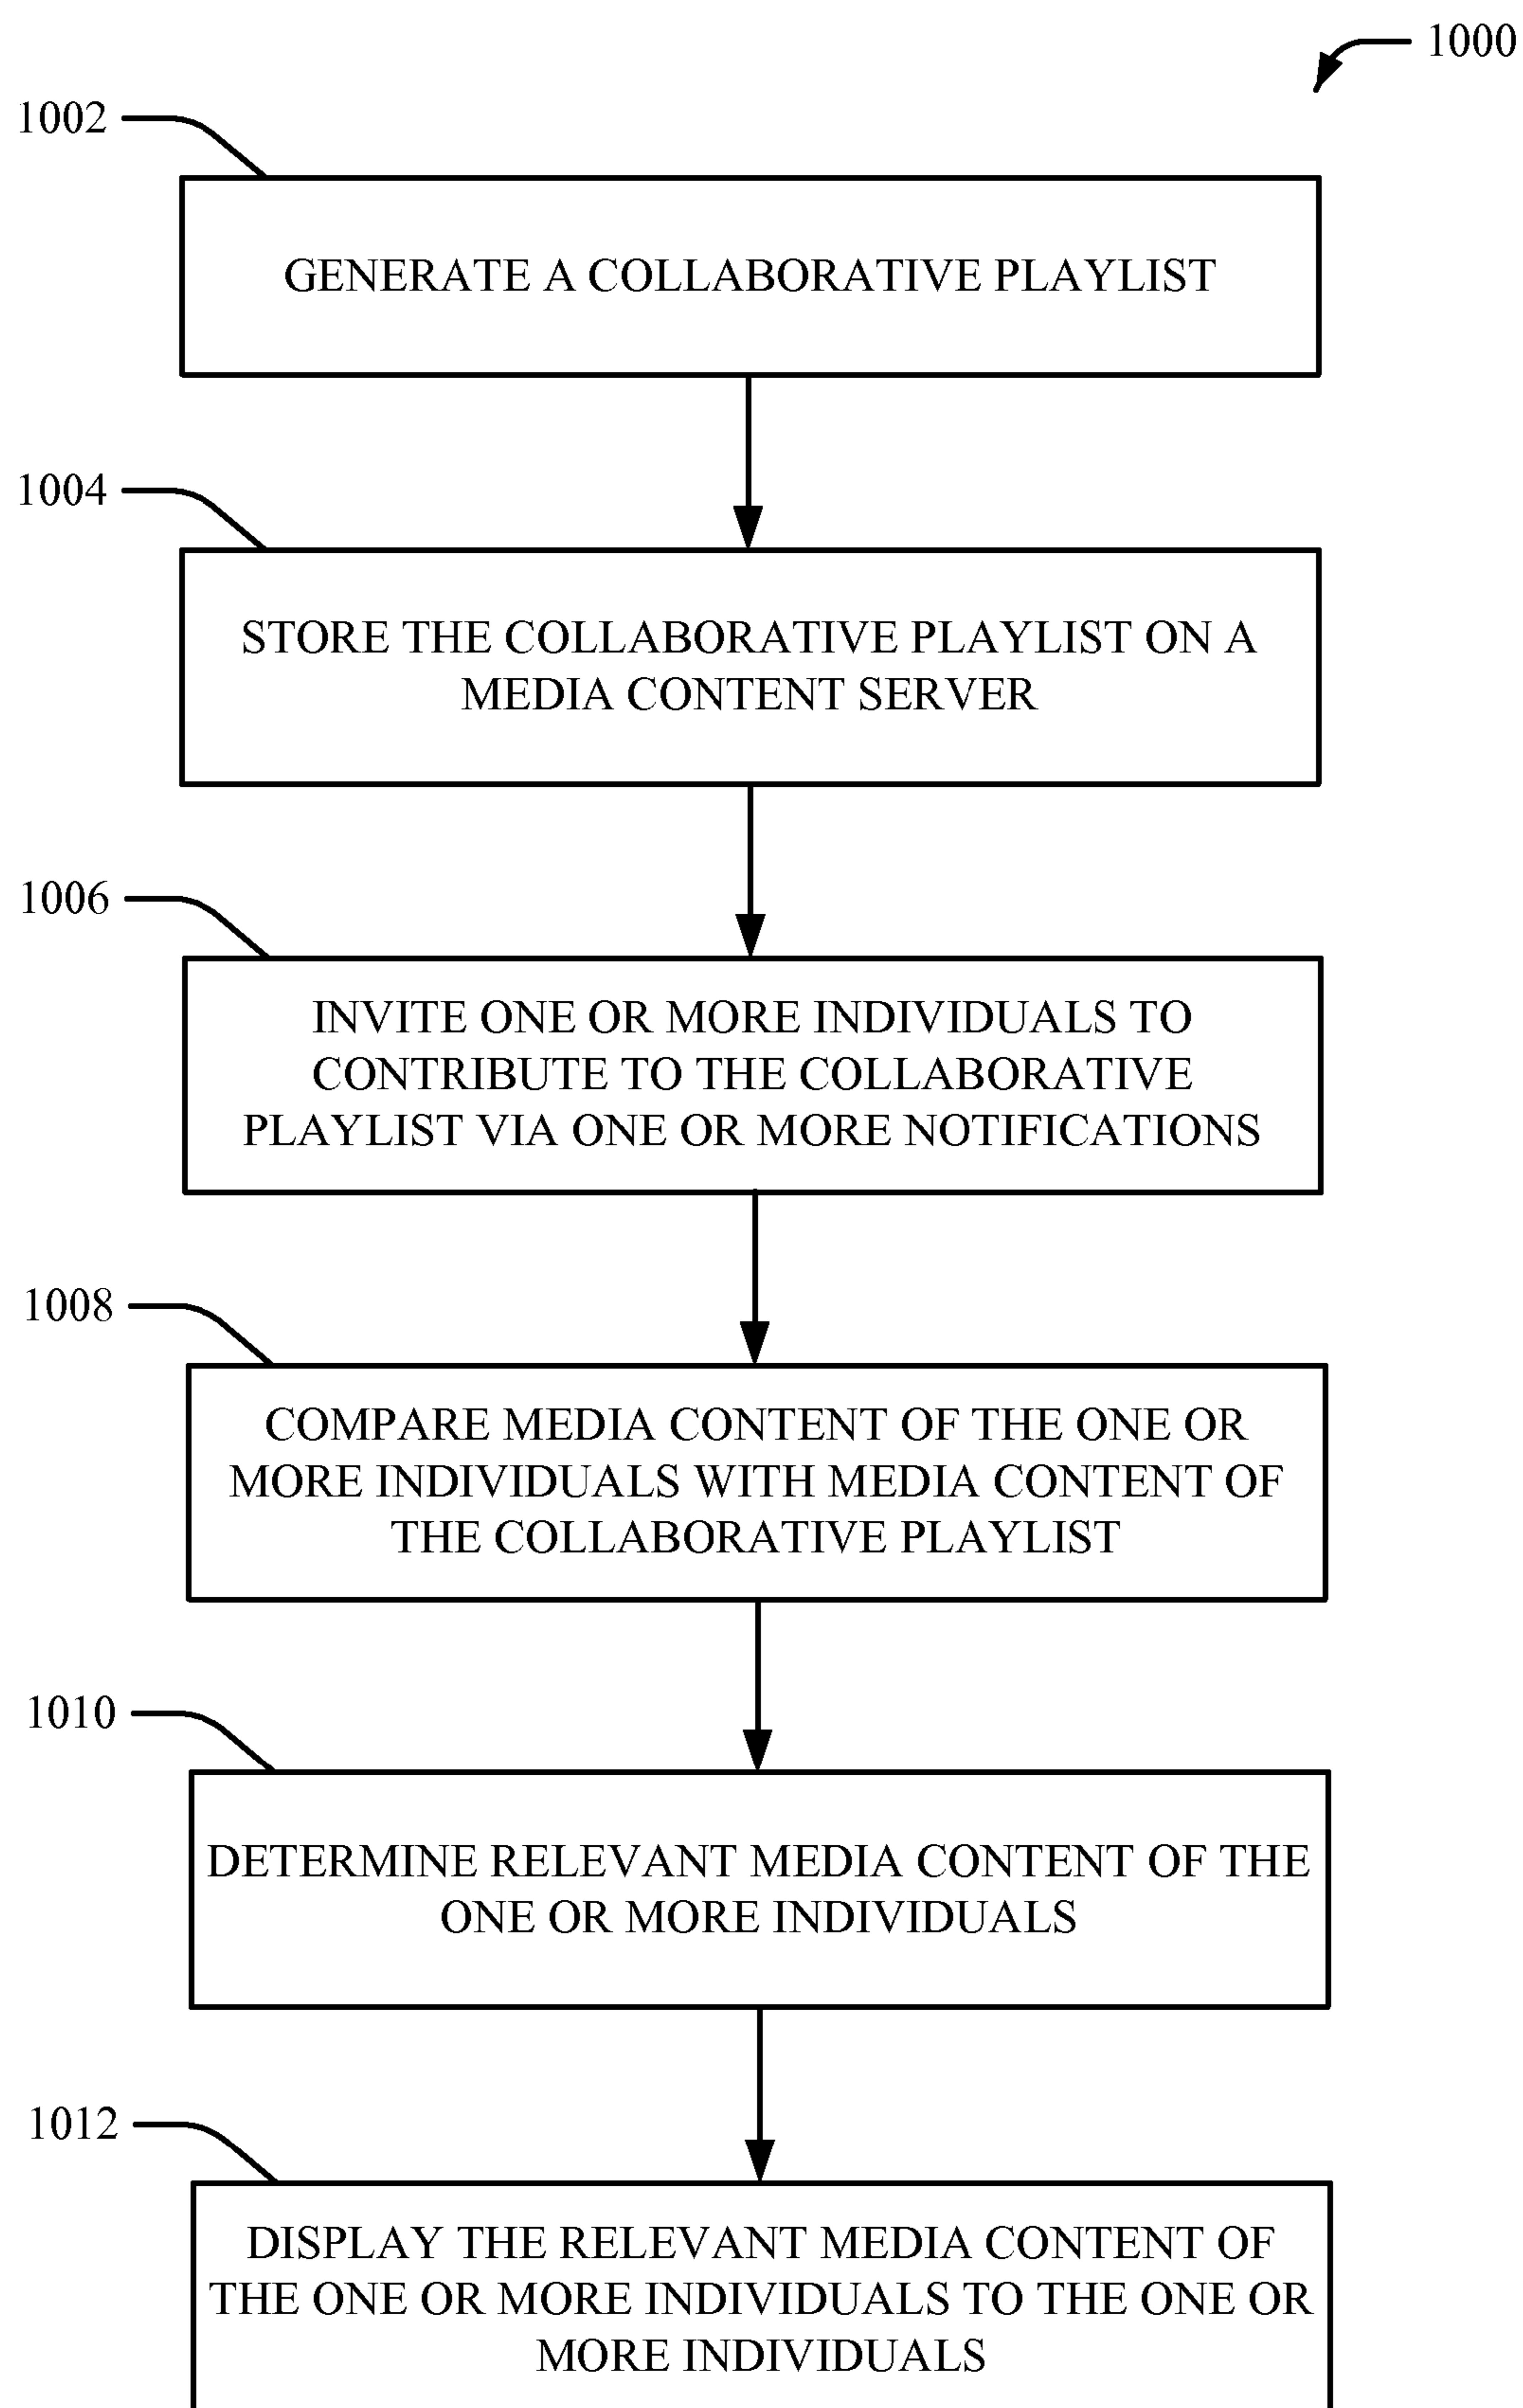 1000
1002
GENERATE A COLLABORATIVE PLAYLIST
1004
STORE THE COLLABORATIVE PLAYLIST ON A
MEDIA CONTENT SERVER
1006
INVITE ONE OR MORE INDIVIDUALS TO
CONTRIBUTE TO THE COLLABORATIVE
PLAYLIST VIA ONE OR MORE NOTIFICATIONS
1008
COMPARE MEDIA CONTENT OF THE ONE OR
MORE INDIVIDUALS WITH MEDIA CONTENT OF
THE COLLABORATIVE PLAYLIST
1010
DETERMINE RELEVANT MEDIA CONTENT OF THE
ONE OR MORE INDIVIDUALS
1012
DISPLAY THE RELEVANT MEDIA CONTENT OF
THE ONE OR MORE INDIVIDUALS TO THE ONE OR
MORE INDIVIDUALS